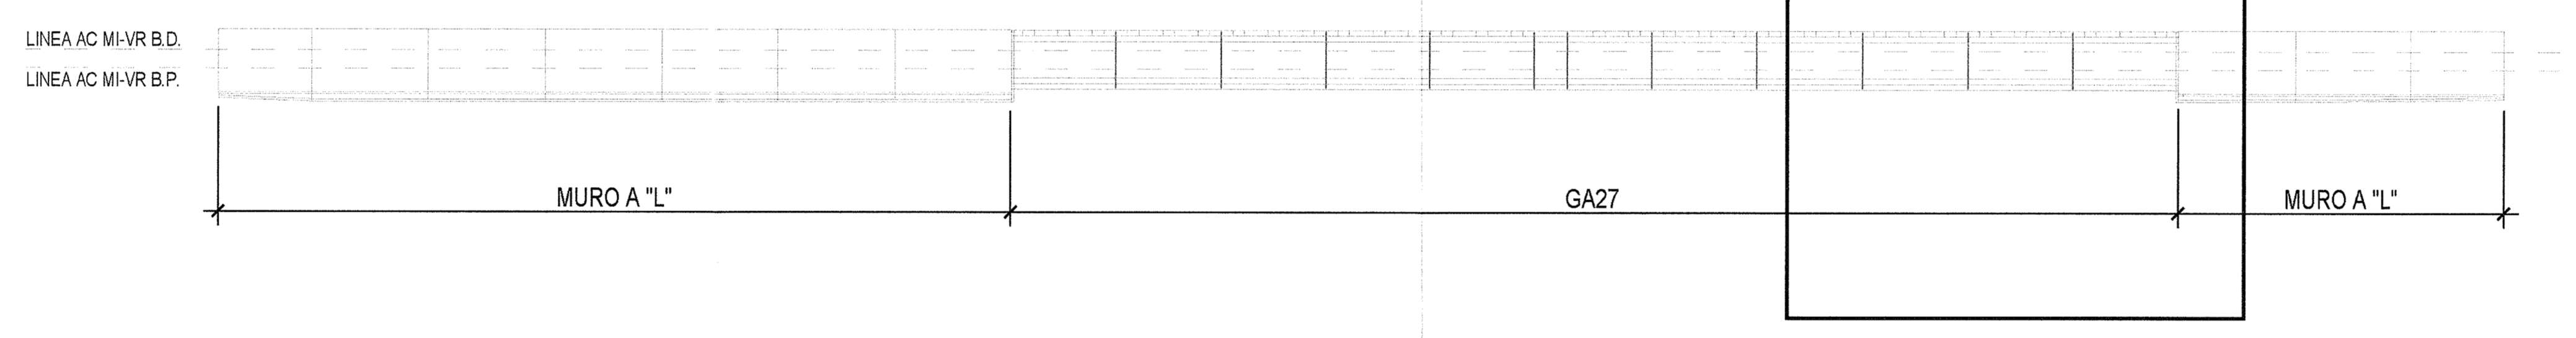 LINEA AC MI-VR B.D.
LINEA AC MI-VR B.P.
MURO A "L"
GA27
MURO A "L"